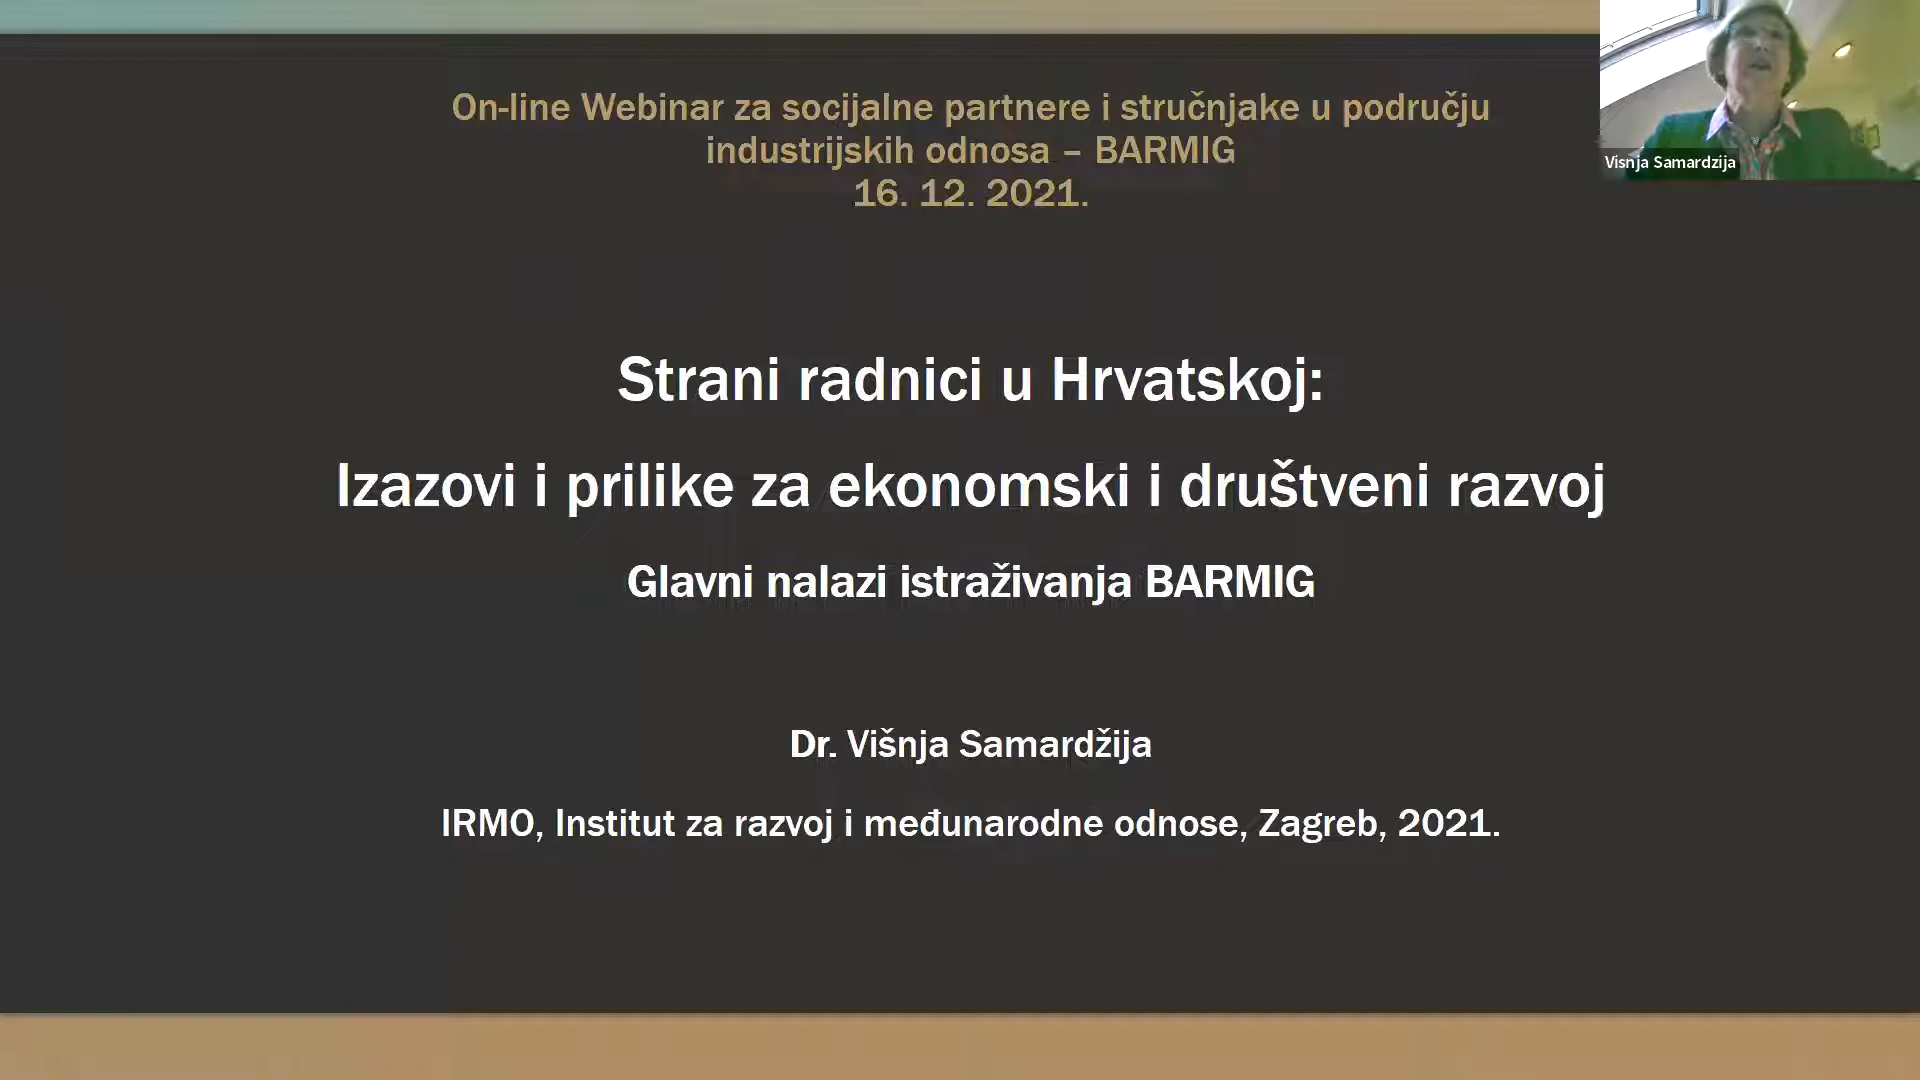 On-line Webinar za socijalne partnere i stručnjake u području
industrijskih odnosa – BARMIG
16. 12. 2021.
Visnja Samardzija
Strani radnici u Hrvatskoj:
Izazovi i prilike za ekonomski i društveni razvoj
Glavni nalazi istraživanja BARMIG
Dr. Višnja Samardžija
IRMO, Institut za razvoj i međunarodne odnose, Zagreb, 2021.